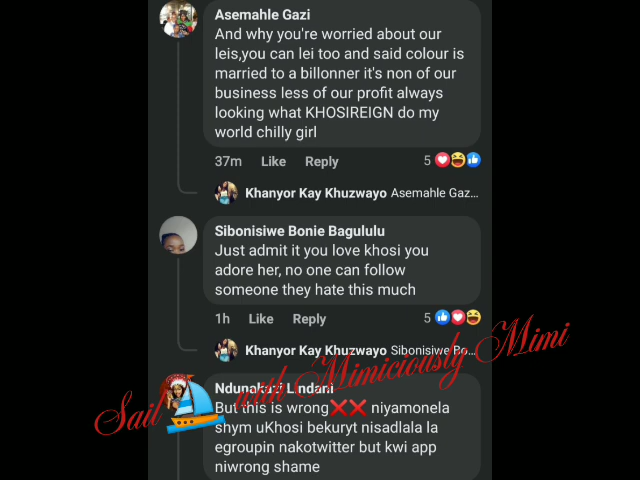 Asemahle Gazi
And why you're worried about our
leis,you can lei too and said colour is
married to a billonner it's non of our
business less of our profit always
looking what KHOSIREIGN do my
world chilly girl
37m Like Reply 5
Khanyor Kay Khuzwayo Asemahle Gaz...
Sibonisiwe Bonie Bagululu
Just admit it you love khosi you
adore her, no one can follow
someone they hate this much
1h Like Reply 5
Khanyor Kay Khuzwayo Sibonisiwe Bo...
Sail with Mimiciously Mimi
Ndunakazi Lindani
But this is wrong❌❌ niyamonela
shym uKhosi bekuryt nisadlala la
egroupin nakotwitter but kwi app
niwrong shame